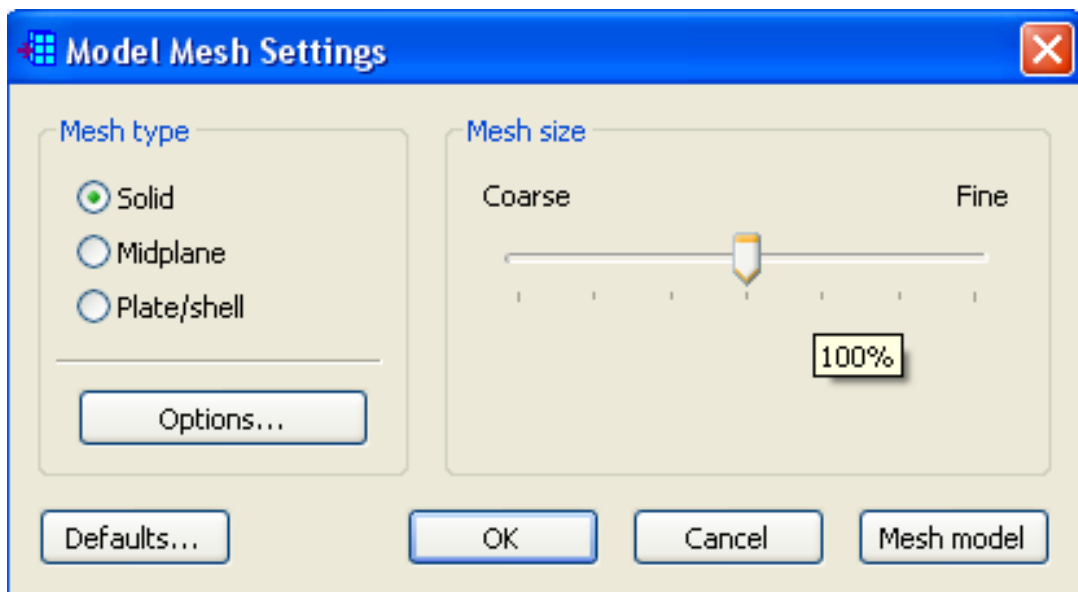 Model Mesh Settings
Mesh type
Solid
Midplane
Plate/shell
Options...
Mesh size
Coarse Fine
100%
Defaults... OK Cancel Mesh model